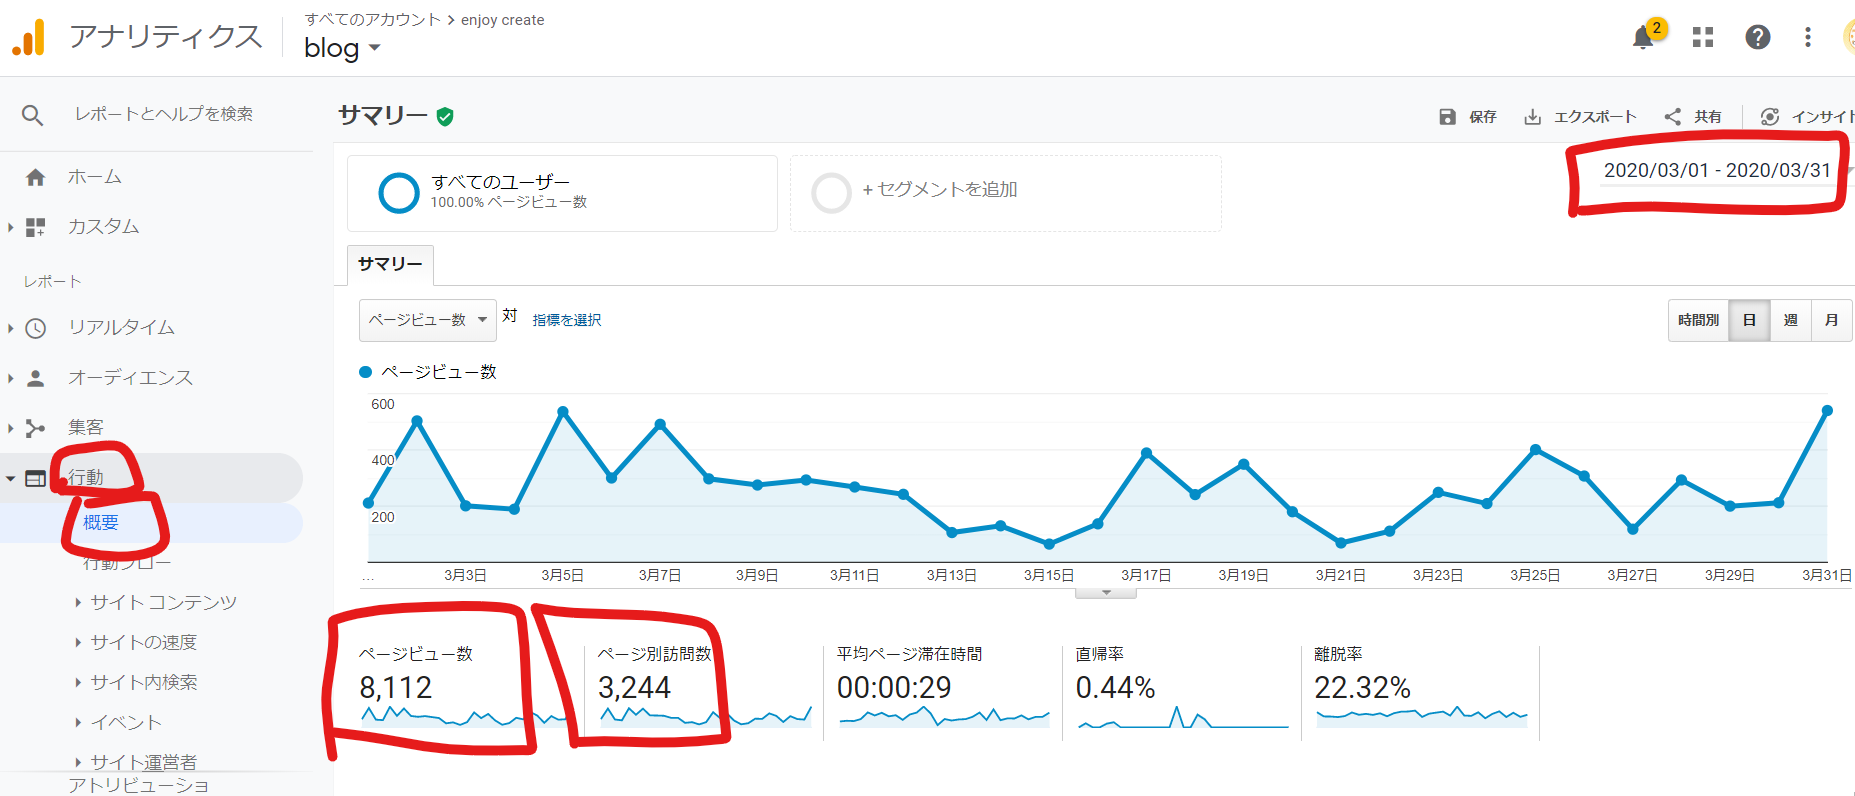 アナリティクス
すべてのアカウント > enjoy create
blog
2
レポートとヘルプを検索
ホーム
カスタム
レポート
リアルタイム
オーディエンス
集客
行動
概要
行動フロー
サイト コンテンツ
サイトの速度
サイト内検索
イベント
サイト運営者
アトリビューショ
サマリー
保存
エクスポート
共有
インサイト
すべてのユーザー
100.00% ページビュー数
+ セグメントを追加
2020/03/01 - 2020/03/31
サマリー
ページビュー数 対 指標を選択
時間別 日 週 月
ページビュー数
600
400
200
... 3月3日 3月5日 3月7日 3月9日 3月11日 3月13日 3月15日 3月17日 3月19日 3月21日 3月23日 3月25日 3月27日 3月29日 3月31日
ページビュー数
8,112
ページ別訪問数
3,244
平均ページ滞在時間
00:00:29
直帰率
0.44%
離脱率
22.32%